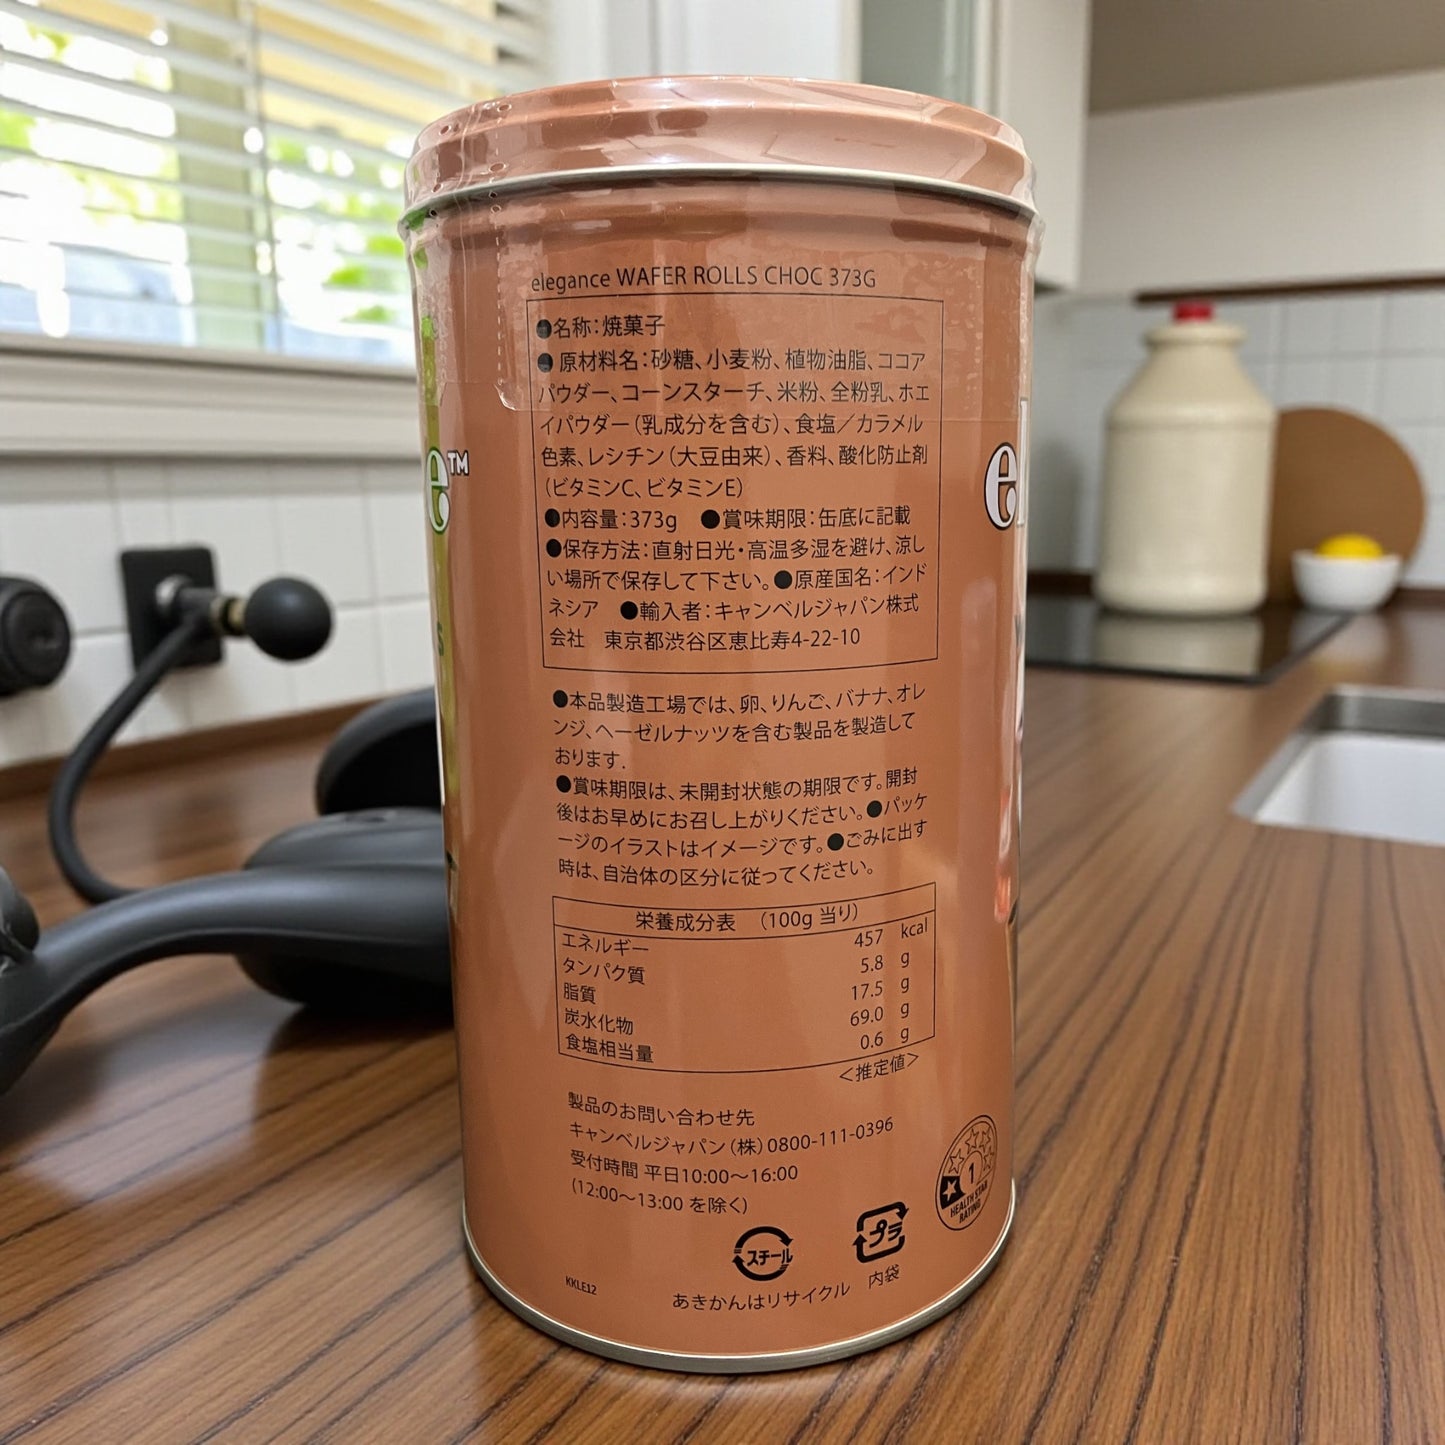 elegance WAFER ROLLS CHOC 373G
●名称：焼菓子
●原材料名：砂糖、小麦粉、植物油脂、ココア
パウダー、コーンスターチ、米粉、全粉乳、ホエ
イパウダー（乳成分を含む）、食塩／カラメル
色素、レシチン（大豆由来）、香料、酸化防止剤
（ビタミンC、ビタミンE）
●内容量：373g ●賞味期限：缶底に記載
●保存方法：直射日光・高温多湿を避け、涼し
い場所で保存して下さい。●原産国名：インド
ネシア ●輸入者：キャンベルジャパン株式
会社 東京都渋谷区恵比寿4-22-10
●本品製造工場では、卵、りんご、バナナ、オレ
ンジ、ヘーゼルナッツを含む製品を製造して
おります.
●賞味期限は、未開封状態の期限です。開封
後はお早めにお召し上がりください。●パッケ
ージのイラストはイメージです。●ごみに出す
時は、自治体の区分に従ってください。
栄養成分表 （100g 当り）
エネルギー 457 kcal
タンパク質 5.8 g
脂質 17.5 g
炭水化物 69.0 g
食塩相当量 0.6 g
＜推定値＞
製品のお問い合わせ先
キャンベルジャパン（株）0800-111-0396
受付時間 平日10:00～16:00
（12:00～13:00 を除く）
スチール
あきかんはリサイクル
プラ
内袋
1
HEALTH STAR
RATING
KKLE12
e™
el